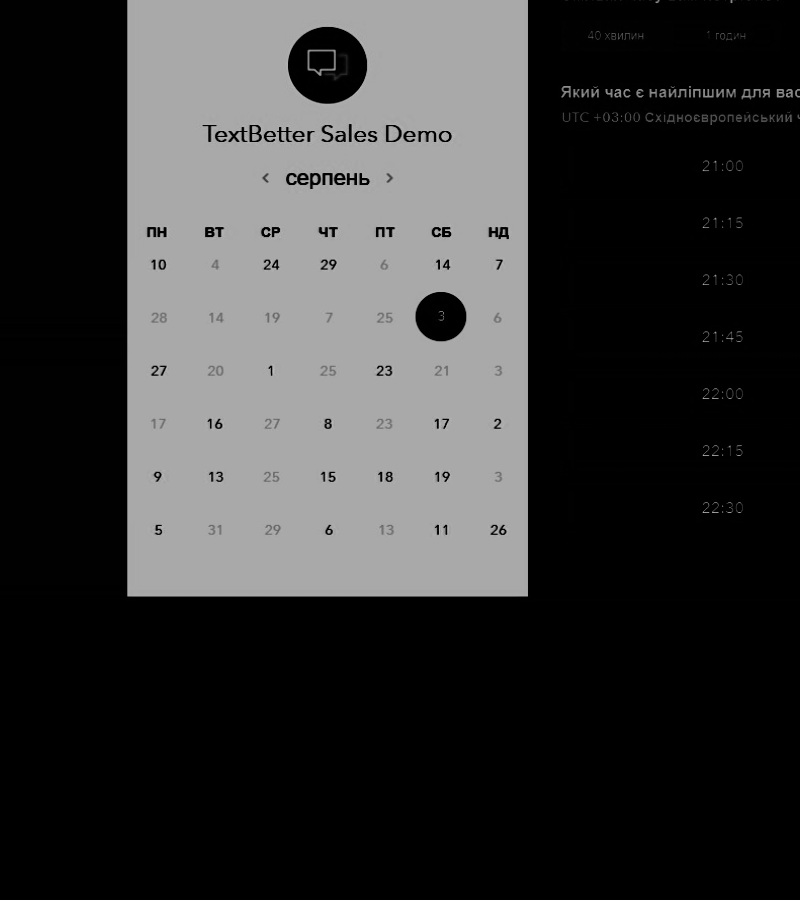 TextBetter Sales Demo
серпень
ПН ВТ СР ЧТ ПТ СБ НД
10 4 24 29 6 14 7
28 14 19 7 25 3 6
27 20 1 25 23 21 3
17 16 27 8 23 17 2
9 13 25 15 18 19 3
5 31 29 6 13 11 26
40 хвилин 1 годин
Який час є найліпшим для вас
UTC +03:00 Східноєвропейський
21:00
21:15
21:30
21:45
22:00
22:15
22:30